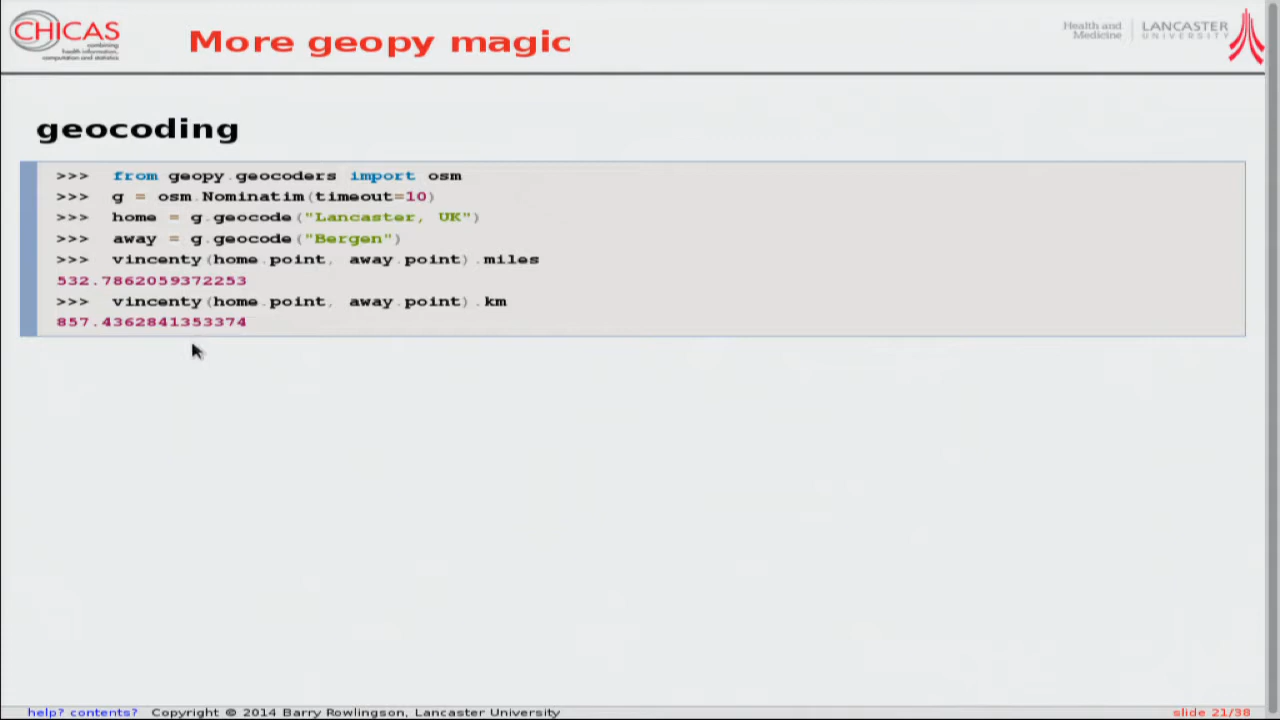 CHICAS
combining
health information,
computation and statistics
More geopy magic
Health and
Medicine
LANCASTER
UNIVERSITY
geocoding
>>> from geopy.geocoders import osm
>>> g = osm.Nominatim(timeout=10)
>>> home = g.geocode("Lancaster, UK")
>>> away = g.geocode("Bergen")
>>> vincenty(home.point, away.point).miles
532.7862059372253
>>> vincenty(home.point, away.point).km
857.4362841353374
help? contents? Copyright © 2014 Barry Rowlingson, Lancaster University
slide 21/38